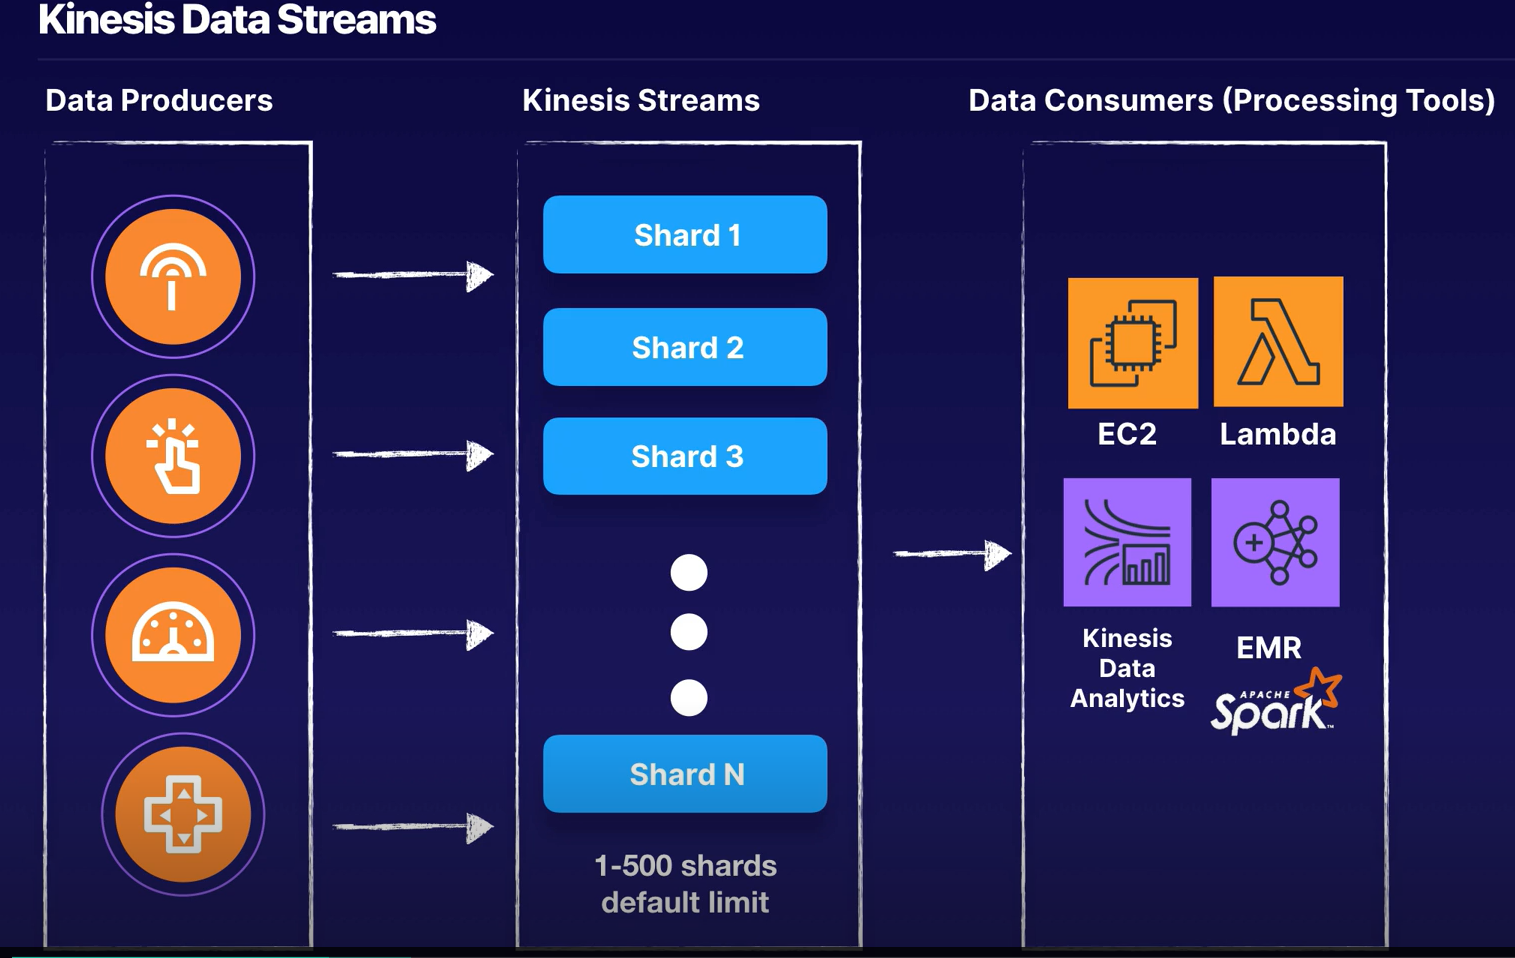 Kinesis Data Streams
Data Producers
Kinesis Streams
Data Consumers (Processing Tools)
Shard 1
Shard 2
Shard 3
Shard N
1-500 shards
default limit
EC2
Lambda
Kinesis
Data
Analytics
EMR
APACHE
Spark™